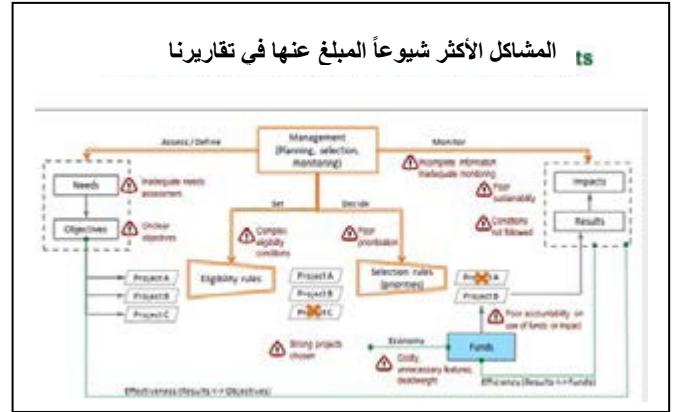 المشاكل الأكثر شيوعاً المبلغ عنها في تقاريرنا
ts
Assess / Define
Management
(Planning, selection,
monitoring)
Monitor
Needs
Inadequate needs
assessment
Incomplete information
Inadequate monitoring
Poor
sustainability
Impacts
Objectives
Unclear
objectives
Set
Decide
Complex
eligibility
conditions
Poor
prioritisation
Conditions
not followed
Results
Project A
Project B
Project C
Eligibility rules
Project A
Project B
Project C
Selection rules
(priorities)
Project A
Project B
Poor accountability on
use of funds or impact
Funds
Economy
projects
chosen
Costly,
unnecessary features,
deadweight
Efficiency (Results <-> Funds)
Effectiveness (Results <-> Objectives)